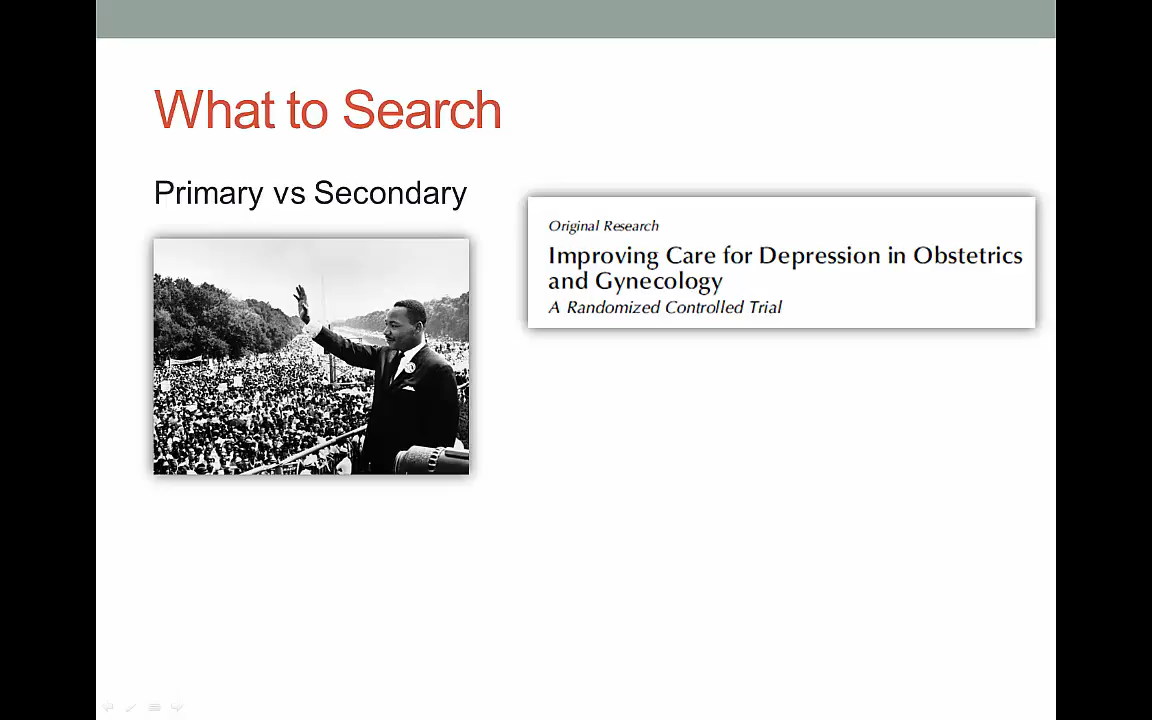 What to Search
Primary vs Secondary
Original Research
Improving Care for Depression in Obstetrics
and Gynecology
A Randomized Controlled Trial